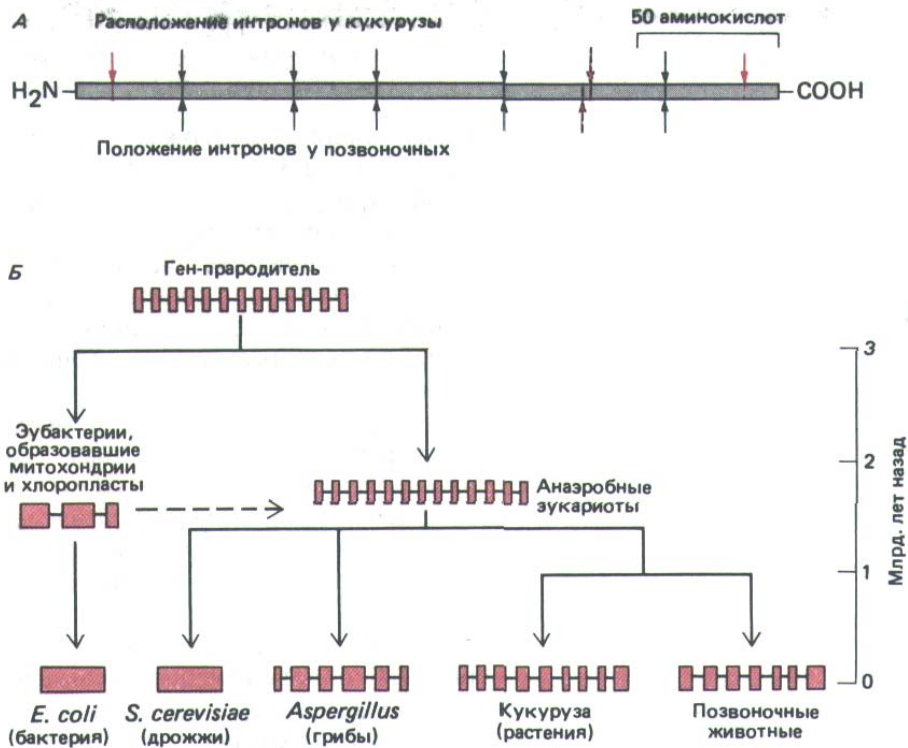 А
Расположение интронов у кукурузы
50 аминокислот
H₂N
COOH
Положение интронов у позвоночных
Б
Ген-прародитель
Эубактерии,
образовавшие
митохондрии
и хлоропласты
Анаэробные
эукариоты
3
2
1
0
Млрд. лет назад
E. coli
(бактерия)
S. cerevisiae
(дрожжи)
Aspergillus
(грибы)
Кукуруза
(растения)
Позвоночные
животные